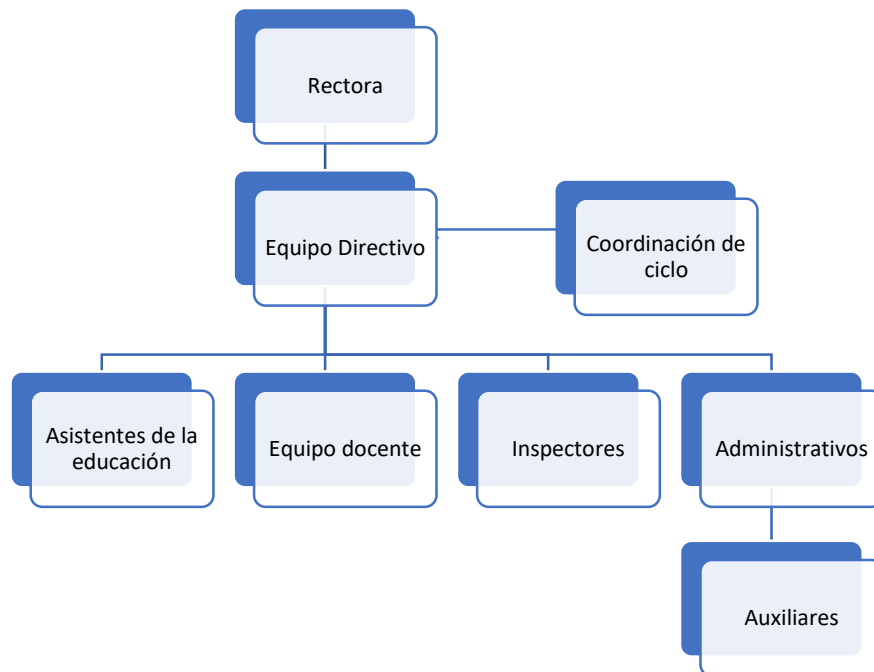 Rectora
Equipo Directivo
Coordinación de
ciclo
Asistentes de la
educación
Equipo docente
Inspectores
Administrativos
Auxiliares